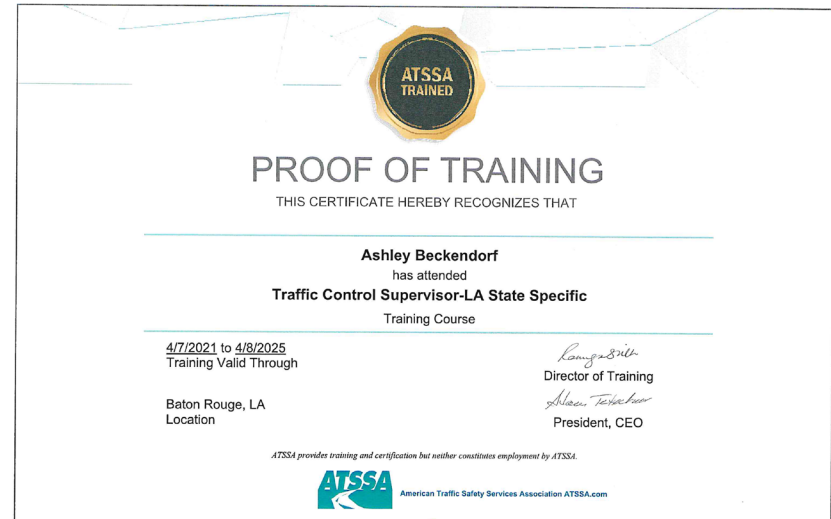 ATSSA
TRAINED
PROOF OF TRAINING
THIS CERTIFICATE HEREBY RECOGNIZES THAT
Ashley Beckendorf
has attended
Traffic Control Supervisor-LA State Specific
Training Course
4/7/2021 to 4/8/2025
Training Valid Through
Director of Training
Baton Rouge, LA
Location
President, CEO
ATSSA provides training and certification but neither constitutes employment by ATSSA.
ATSSA
American Traffic Safety Services Association ATSSA.com